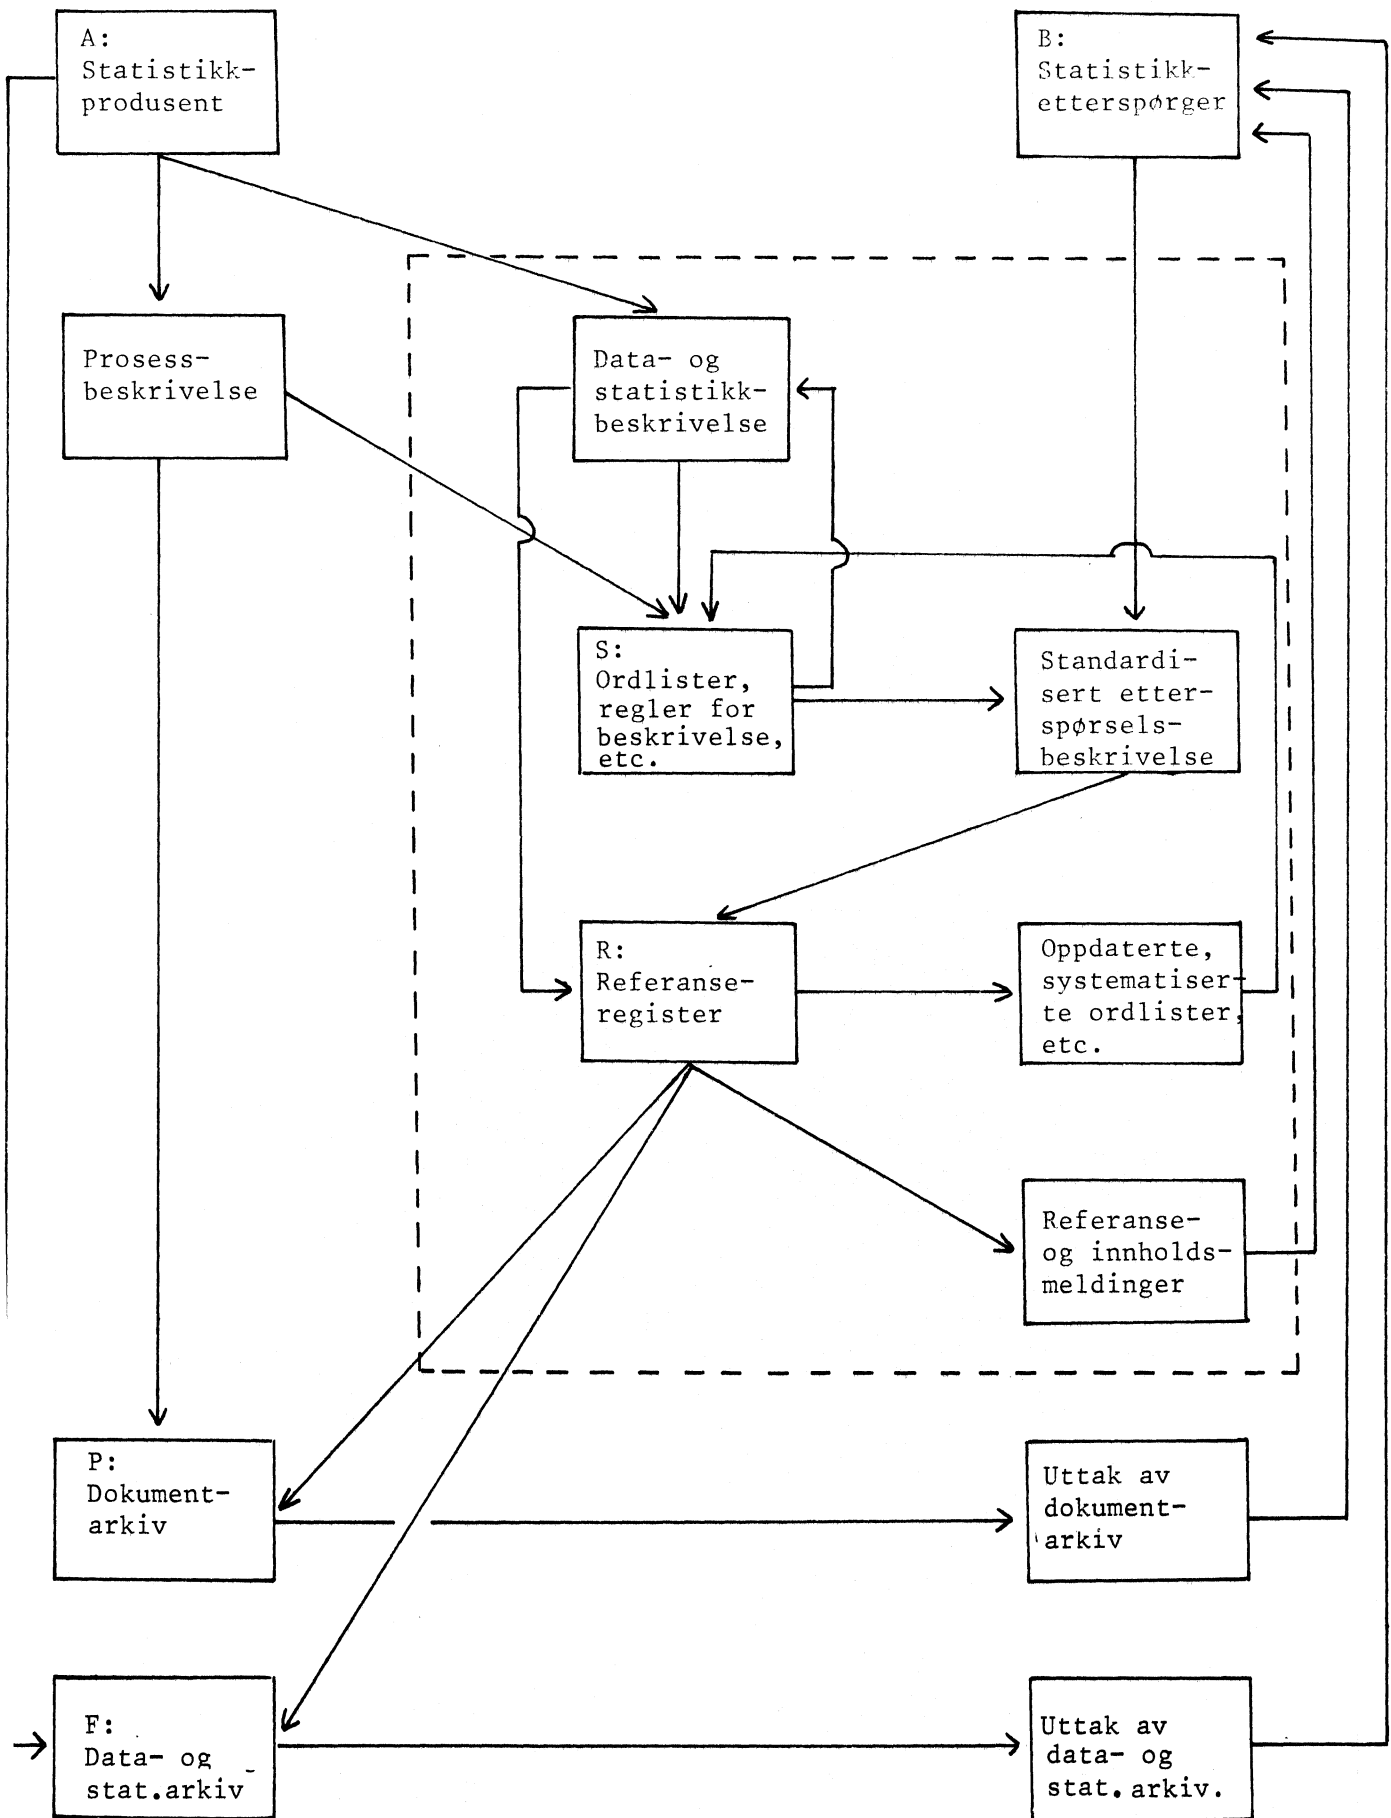 A:
Statistikk-
produsent
B:
Statistikk-
etterspørger
Prosess-
beskrivelse
Data- og
statistikk-
beskrivelse
S:
Ordlister,
regler for
beskrivelse,
etc.
Standardi-
sert etter-
spørsels-
beskrivelse
R:
Referanse-
register
Oppdaterte,
systematiser-
te ordlister,
etc.
Referanse-
og innholds-
meldinger
P:
Dokument-
arkiv
Uttak av
dokument-
arkiv
F:
Data- og
stat.arkiv
Uttak av
data- og
stat.arkiv.